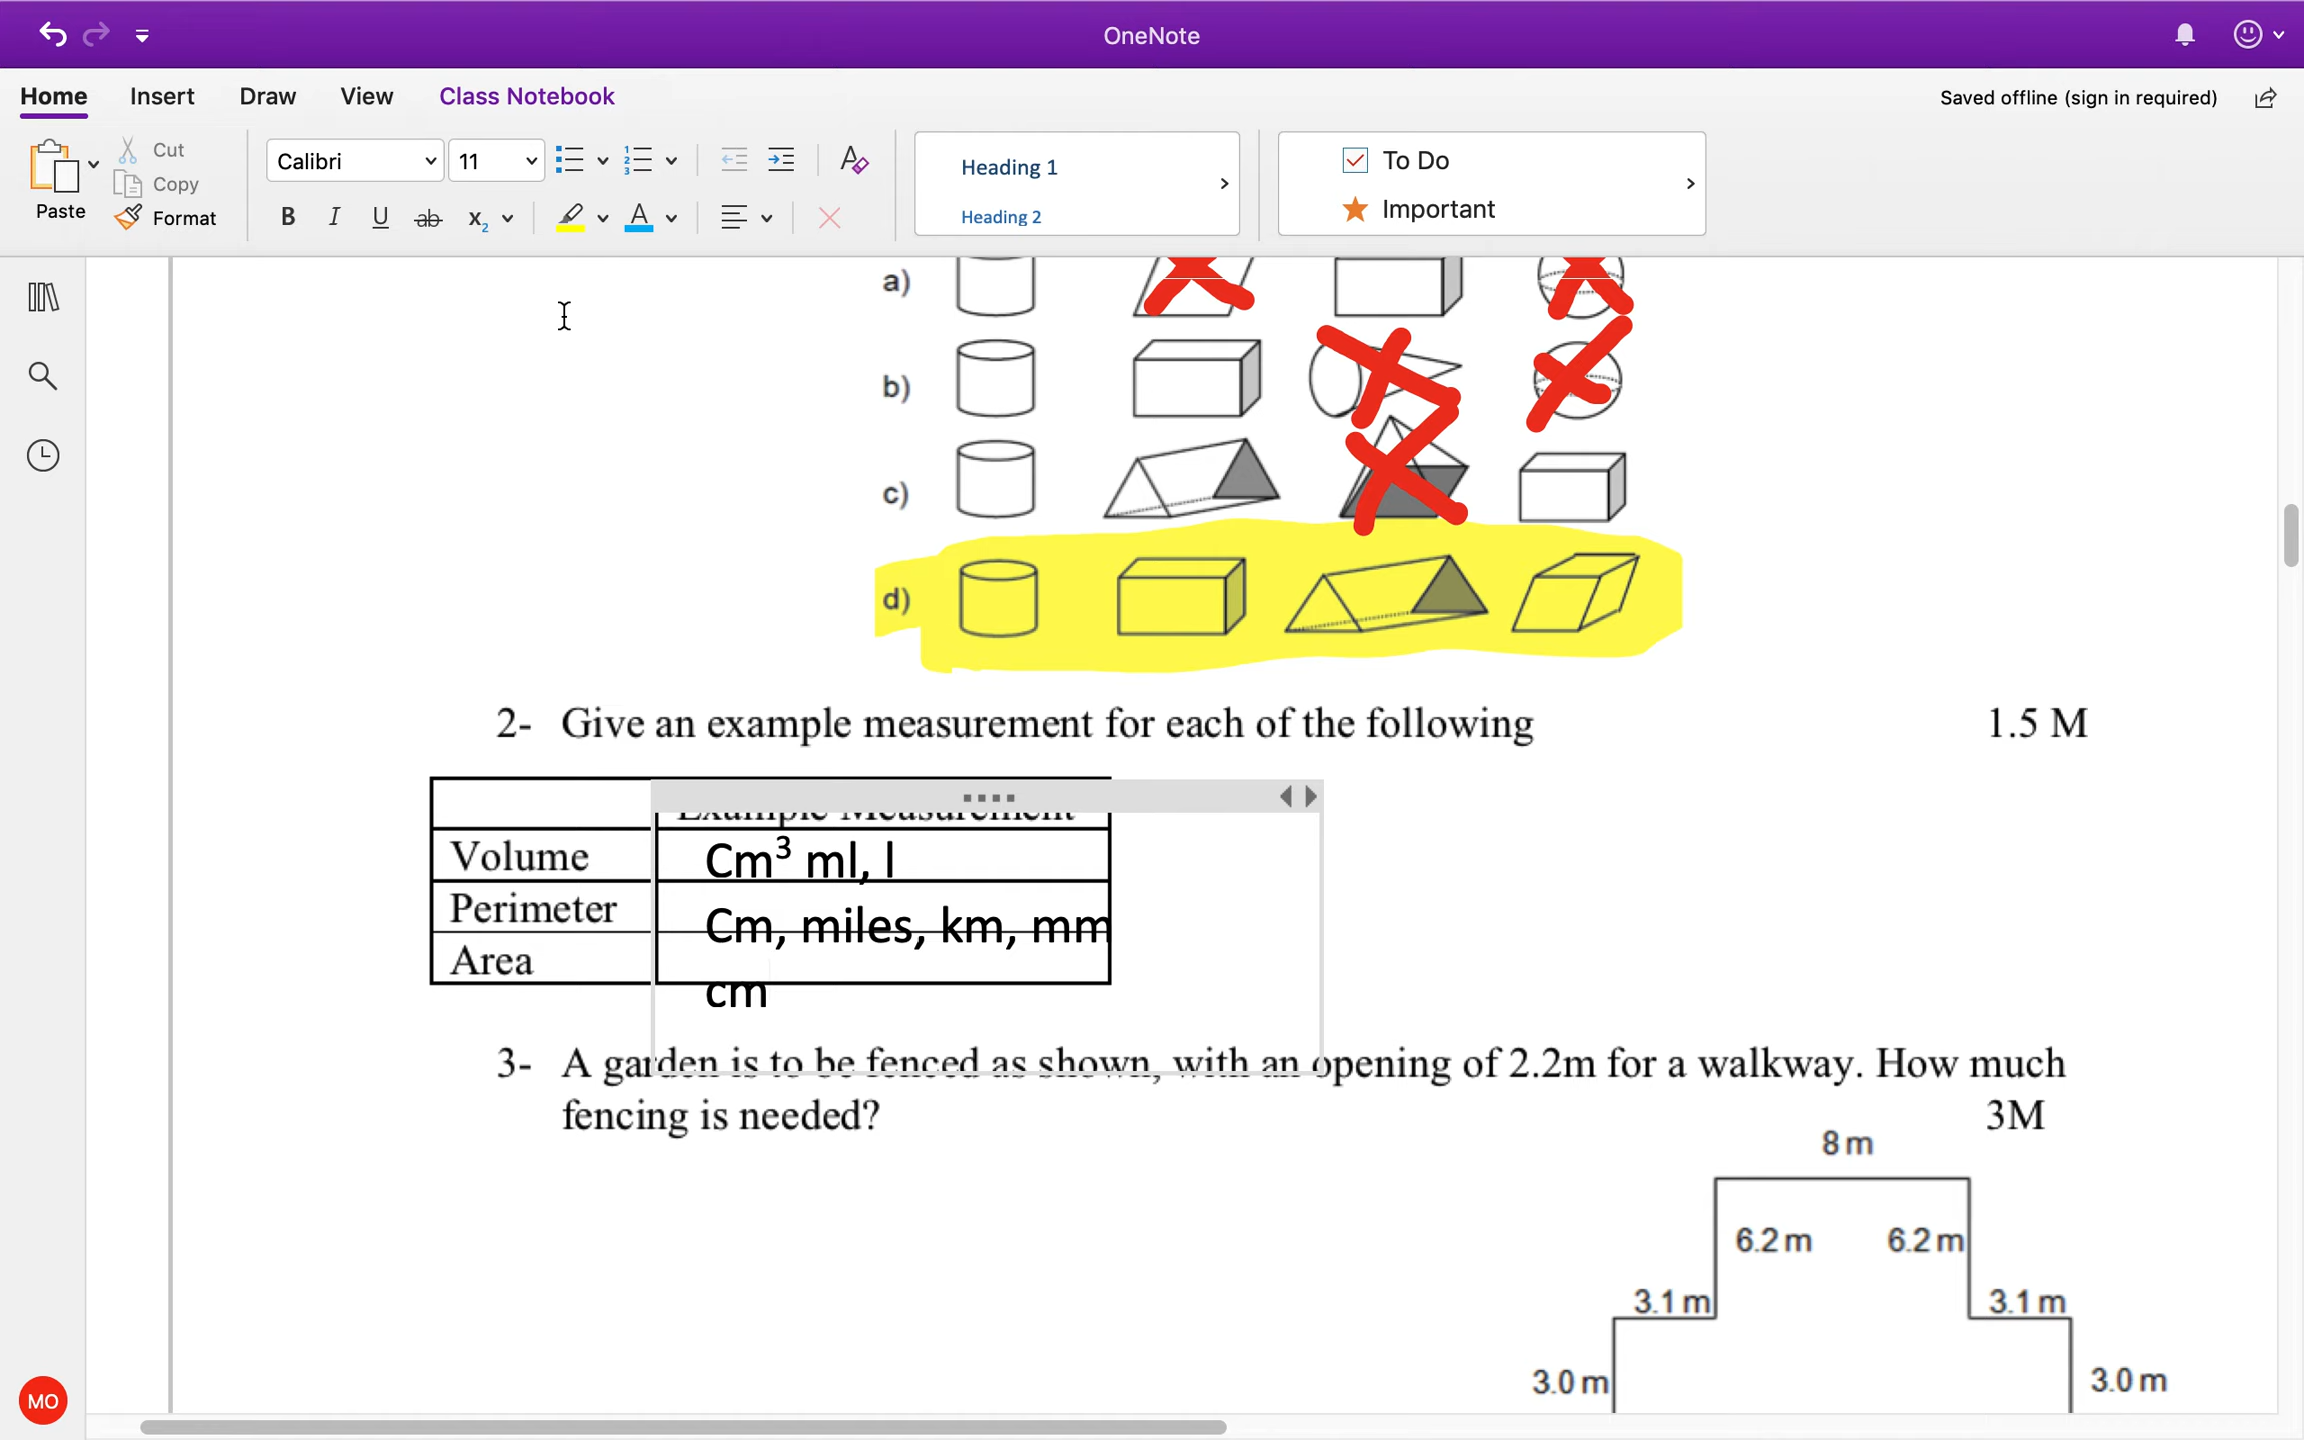 OneNote
Home Insert Draw View Class Notebook
Saved offline (sign in required)
Paste
Cut
Copy
Format
Calibri 11
B I U ab x2 A
Heading 1
Heading 2
To Do
Important
a)
b)
c)
d)
2- Give an example measurement for each of the following 1.5 M
Example Measurement
Volume Cm³ ml, l
Perimeter Cm, miles, km, mm
Area cm
3- A garden is to be fenced as shown, with an opening of 2.2m for a walkway. How much
fencing is needed? 3M
8 m
6.2 m 6.2 m
3.1 m 3.1 m
3.0 m 3.0 m
MO